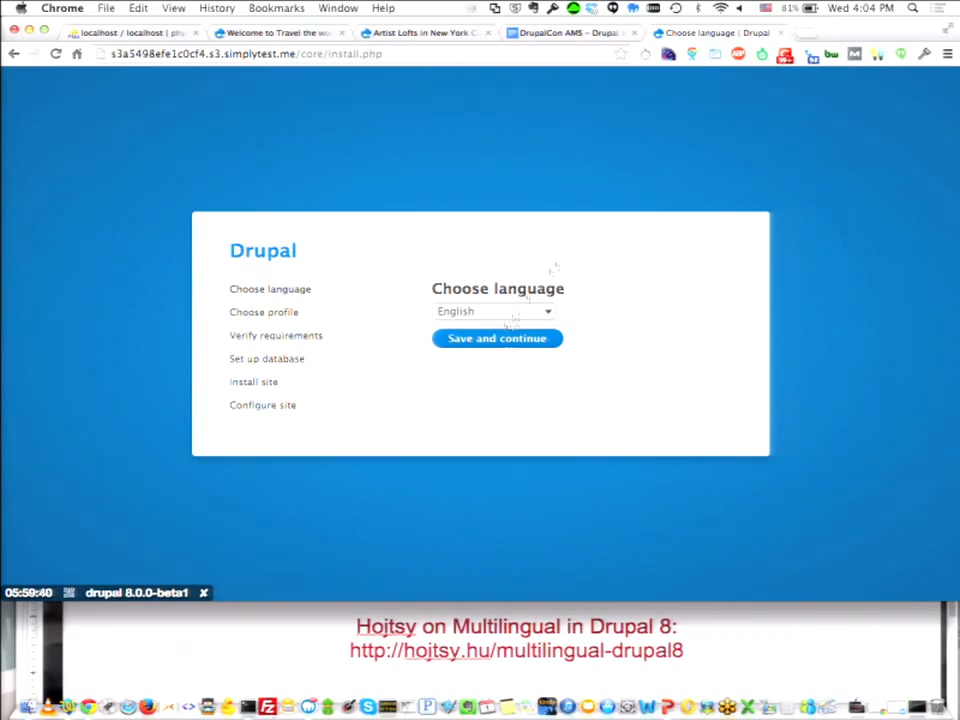 Chrome File Edit View History Bookmarks Window Help 81% Wed 4:04 PM
localhost / localhost | php Welcome to Travel the wo Artist Lofts in New York C DrupalCon AMS – Drupal Choose language | Drupal
s3a5498efe1c0cf4.s3.simplytest.me/core/install.php
Drupal
Choose language
Choose profile
Verify requirements
Set up database
Install site
Configure site
Choose language
English
Save and continue
05:59:40 drupal 8.0.0-beta1 x
Hojtsy on Multilingual in Drupal 8:
http://hojtsy.hu/multilingual-drupal8